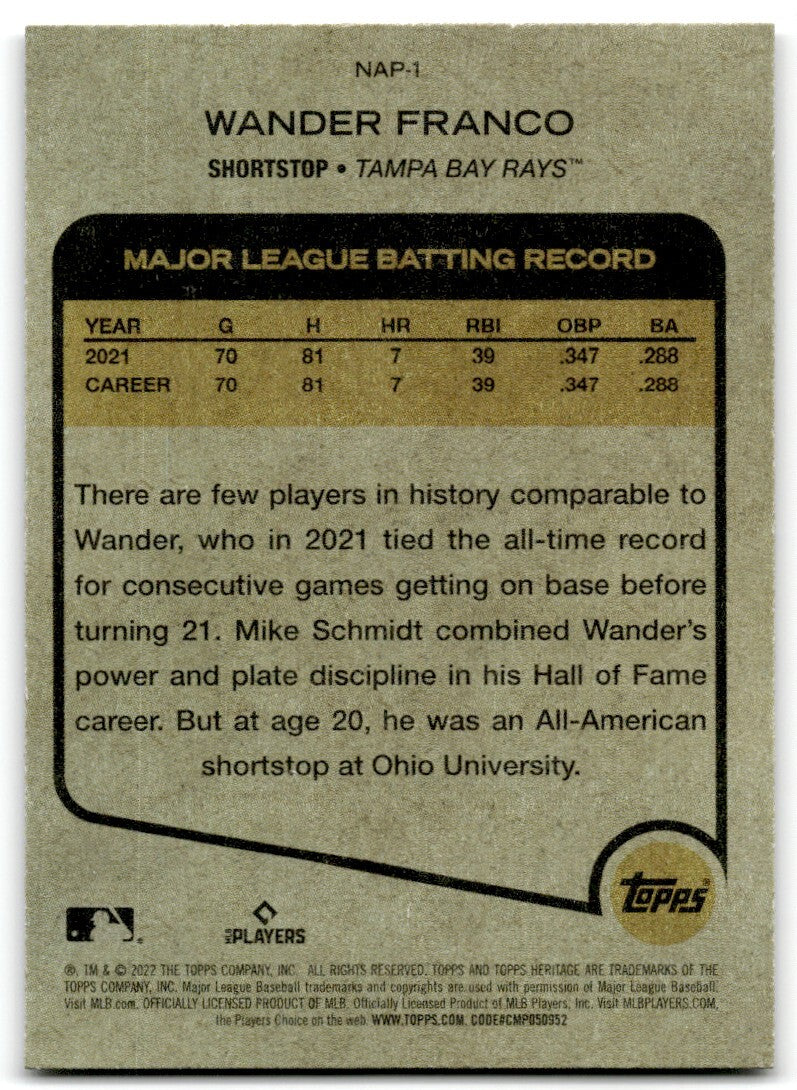 NAP-1
WANDER FRANCO
SHORTSTOP • TAMPA BAY RAYS™
MAJOR LEAGUE BATTING RECORD
YEAR G H HR RBI OBP BA
2021 70 81 7 39 .347 .288
CAREER 70 81 7 39 .347 .288
There are few players in history comparable to
Wander, who in 2021 tied the all-time record
for consecutive games getting on base before
turning 21. Mike Schmidt combined Wander's
power and plate discipline in his Hall of Fame
career. But at age 20, he was an All-American
shortstop at Ohio University.
topps®
MLB PLAYERS
®, TM & © 2022 THE TOPPS COMPANY, INC. ALL RIGHTS RESERVED. TOPPS AND TOPPS HERITAGE ARE TRADEMARKS OF THE
TOPPS COMPANY, INC. Major League Baseball trademarks and copyrights are used with permission of Major League Baseball.
Visit MLB.com. OFFICIALLY LICENSED PRODUCT OF MLB. Officially Licensed Product of MLB Players, Inc. Visit MLBPLAYERS.COM,
the Players Choice on the web. WWW.TOPPS.COM. CODE#CMP050952